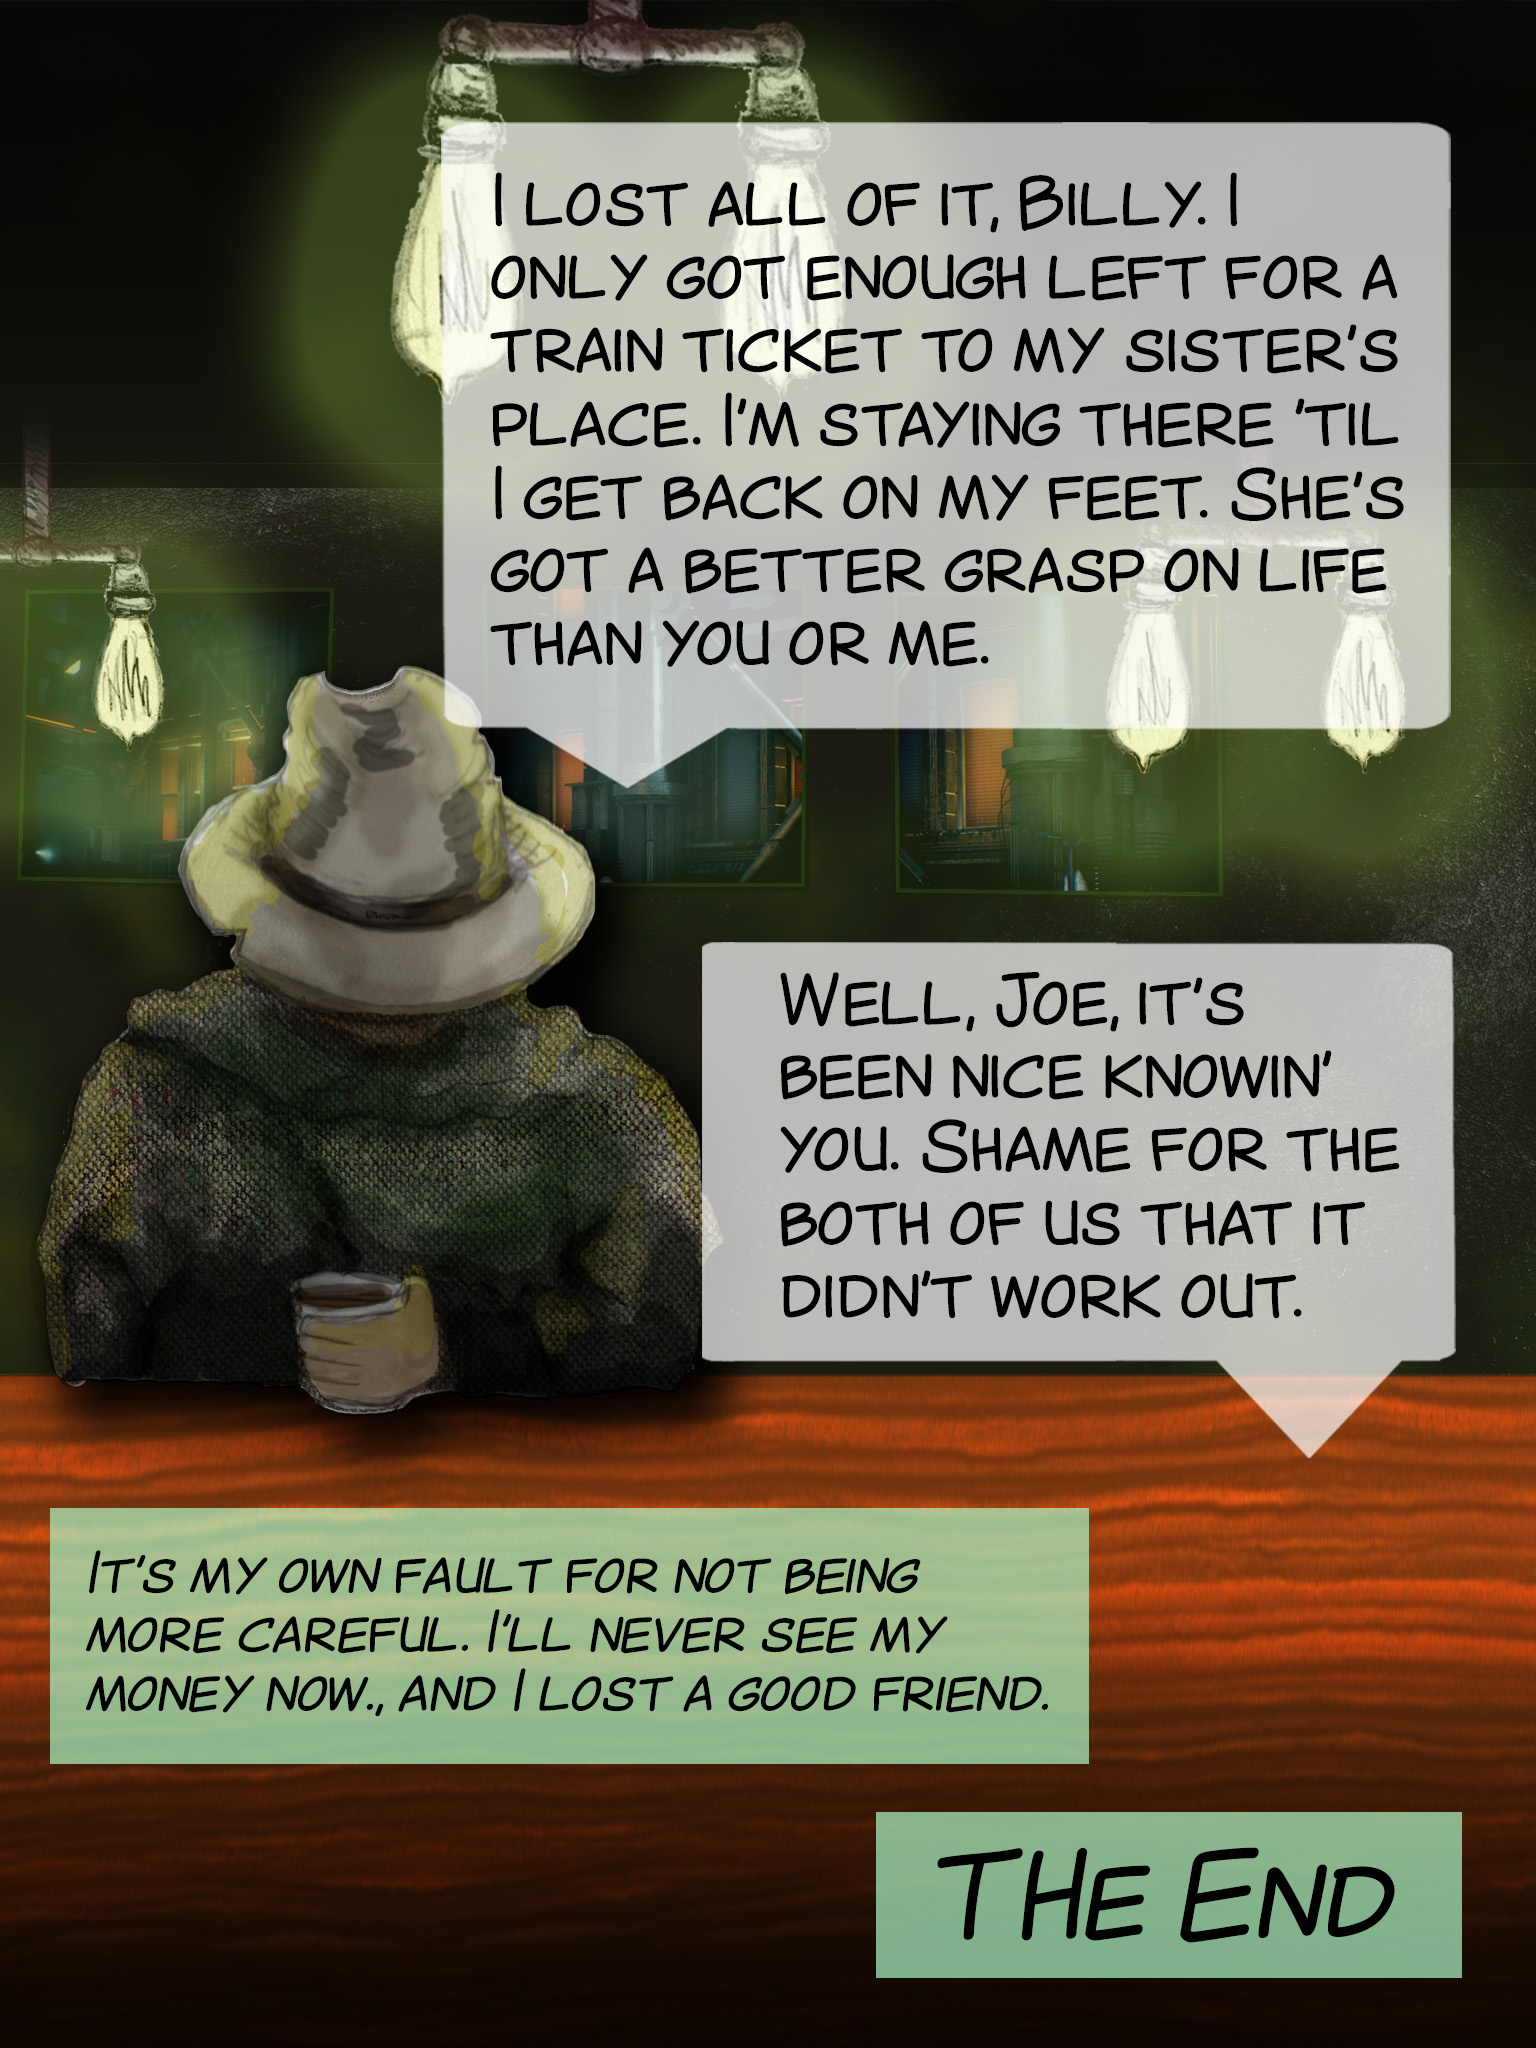 I lost all of it, Billy. I
only got enough left for a
train ticket to my sister's
place. I'm staying there 'til
I get back on my feet. She's
got a better grasp on life
than you or me.
Well, Joe, it's
been nice knowin'
you. Shame for the
both of us that it
didn't work out.
It's my own fault for not being
more careful. I'll never see my
money now., and I lost a good friend.
The End